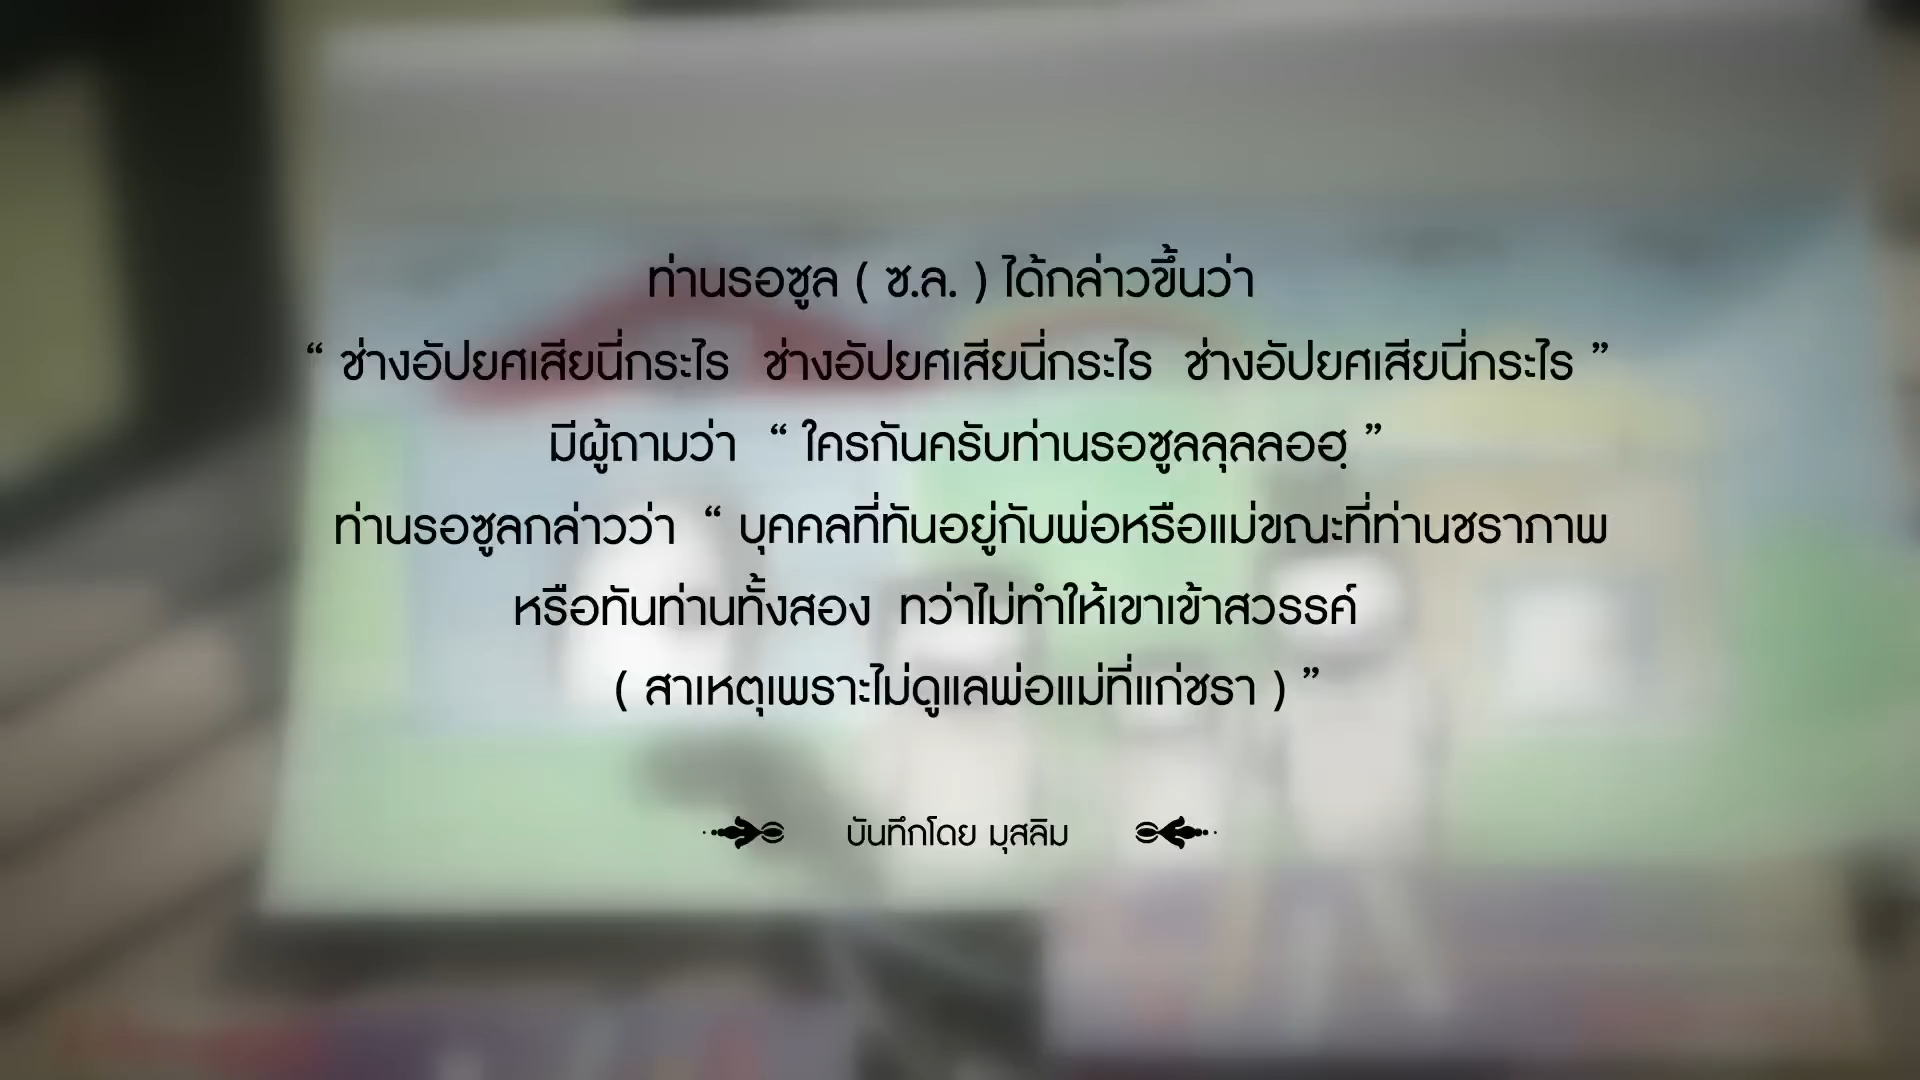 ท่านรอซูล ( ซ.ล. ) ได้กล่าวขึ้นว่า
“ ช่างอัปยศเสียนี่กระไร ช่างอัปยศเสียนี่กระไร ช่างอัปยศเสียนี่กระไร ”
มีผู้ถามว่า “ ใครกันครับท่านรอซูลลุลลอฮฺ ”
ท่านรอซูลกล่าวว่า “ บุคคลที่ทันอยู่กับพ่อหรือแม่ขณะที่ท่านชราภาพ
หรือทันท่านทั้งสอง ทว่าไม่ทำให้เขาเข้าสวรรค์
( สาเหตุเพราะไม่ดูแลพ่อแม่ที่แก่ชรา ) ”
บันทึกโดย มุสลิม